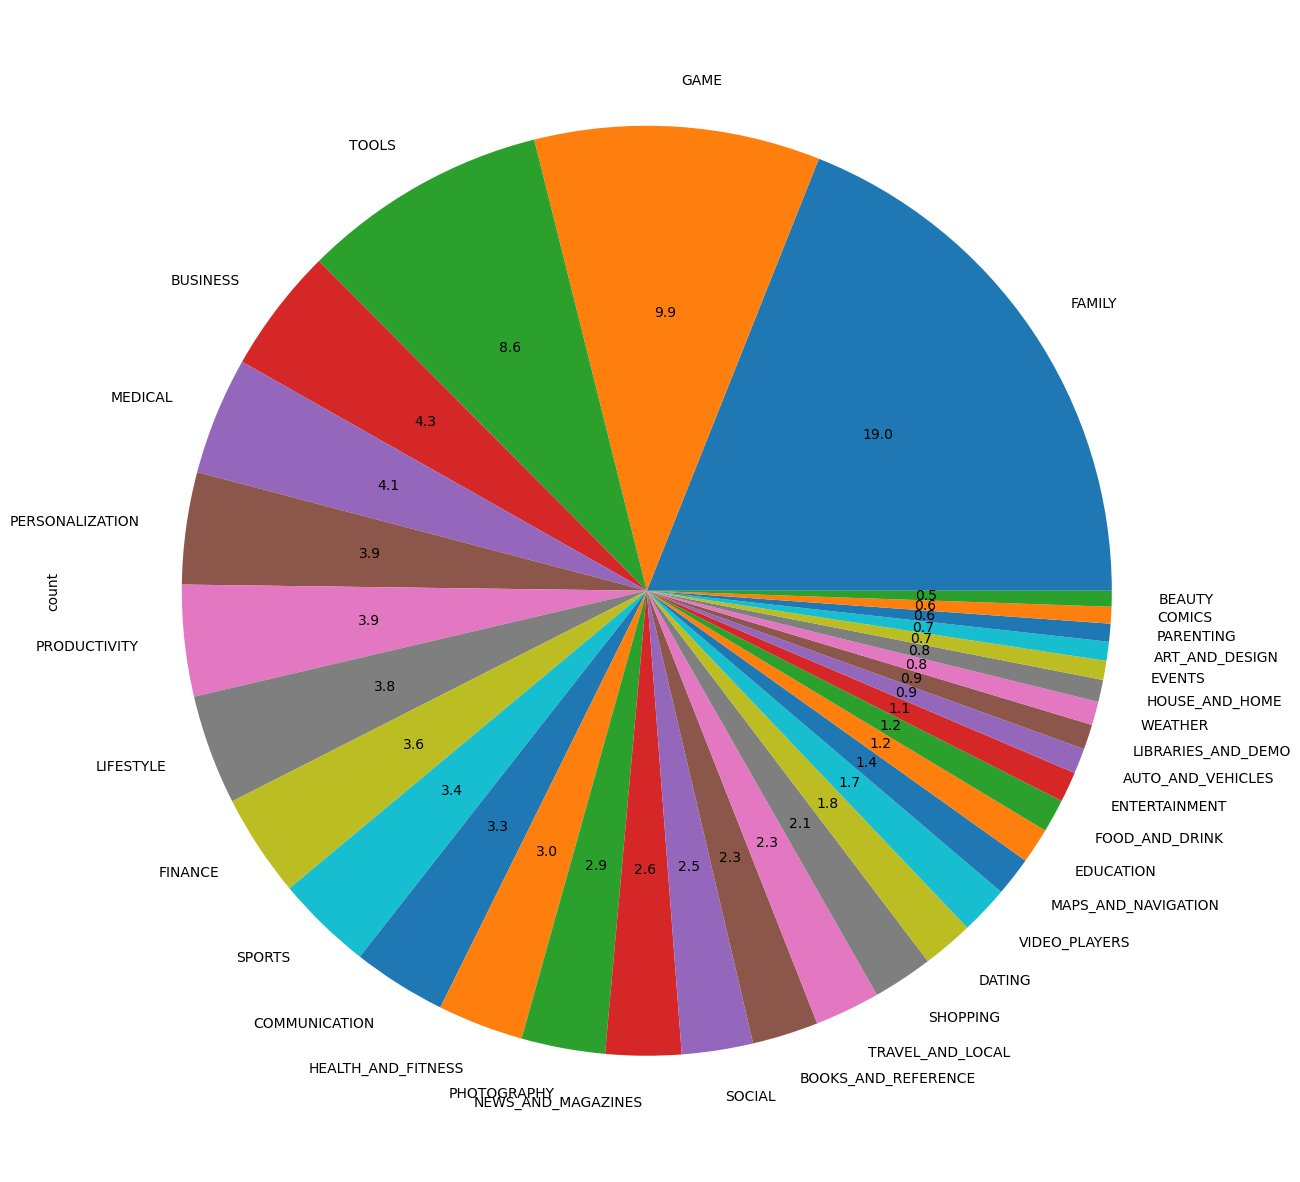 GAME
TOOLS
FAMILY
BUSINESS
MEDICAL
PERSONALIZATION
PRODUCTIVITY
LIFESTYLE
FINANCE
SPORTS
COMMUNICATION
HEALTH_AND_FITNESS
PHOTOGRAPHY
NEWS_AND_MAGAZINES
SOCIAL
BOOKS_AND_REFERENCE
TRAVEL_AND_LOCAL
SHOPPING
DATING
VIDEO_PLAYERS
MAPS_AND_NAVIGATION
EDUCATION
FOOD_AND_DRINK
ENTERTAINMENT
AUTO_AND_VEHICLES
LIBRARIES_AND_DEMO
WEATHER
HOUSE_AND_HOME
EVENTS
ART_AND_DESIGN
PARENTING
COMICS
BEAUTY
count
19.0
9.9
8.6
4.3
4.1
3.9
3.9
3.8
3.6
3.4
3.3
3.0
2.9
2.6
2.5
2.3
2.3
2.1
1.8
1.7
1.4
1.2
1.2
1.1
0.9
0.9
0.8
0.8
0.7
0.7
0.6
0.6
0.5